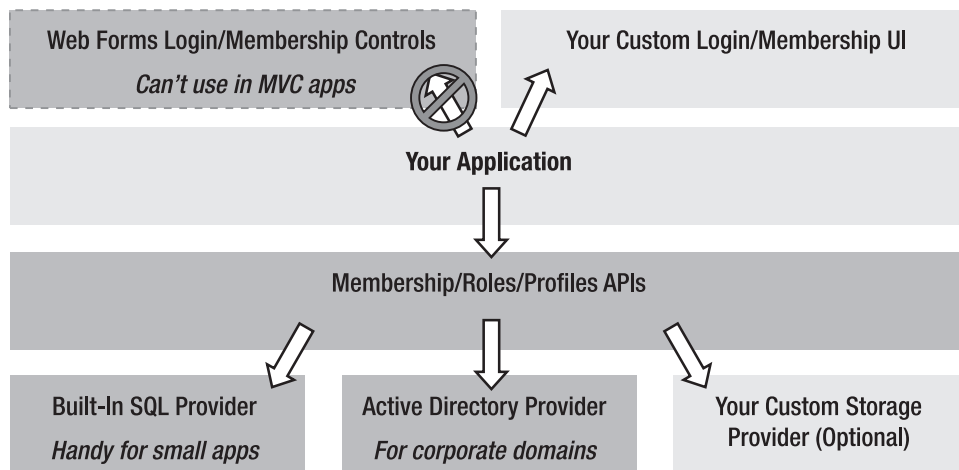 Web Forms Login/Membership Controls
Can't use in MVC apps
Your Custom Login/Membership UI
Your Application
Membership/Roles/Profiles APIs
Built-In SQL Provider
Handy for small apps
Active Directory Provider
For corporate domains
Your Custom Storage
Provider (Optional)